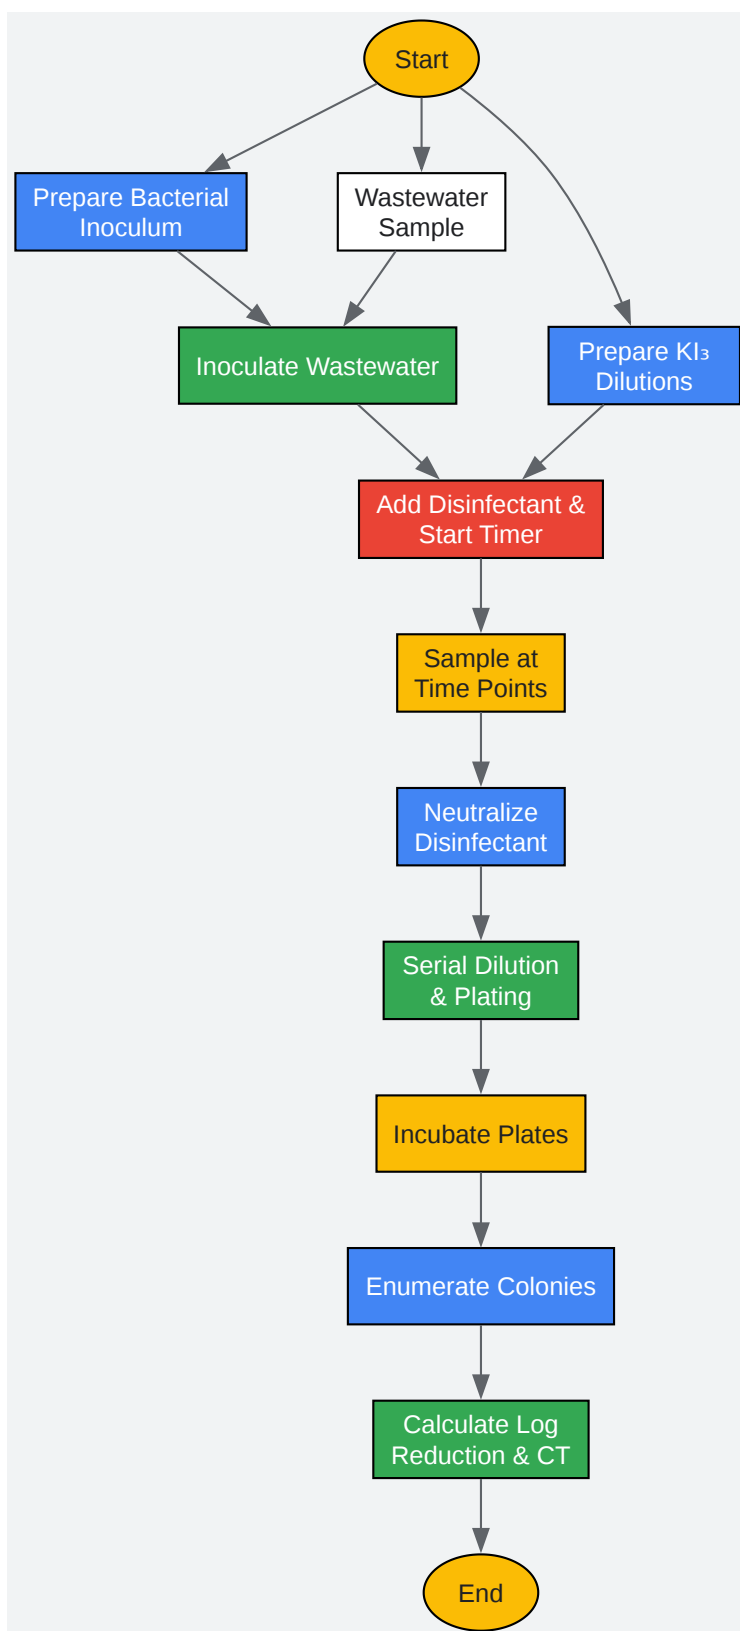 Start
Prepare Bacterial
Inoculum
Wastewater
Sample
Inoculate Wastewater
Prepare KI₃
Dilutions
Add Disinfectant &
Start Timer
Sample at
Time Points
Neutralize
Disinfectant
Serial Dilution
& Plating
Incubate Plates
Enumerate Colonies
Calculate Log
Reduction & CT
End